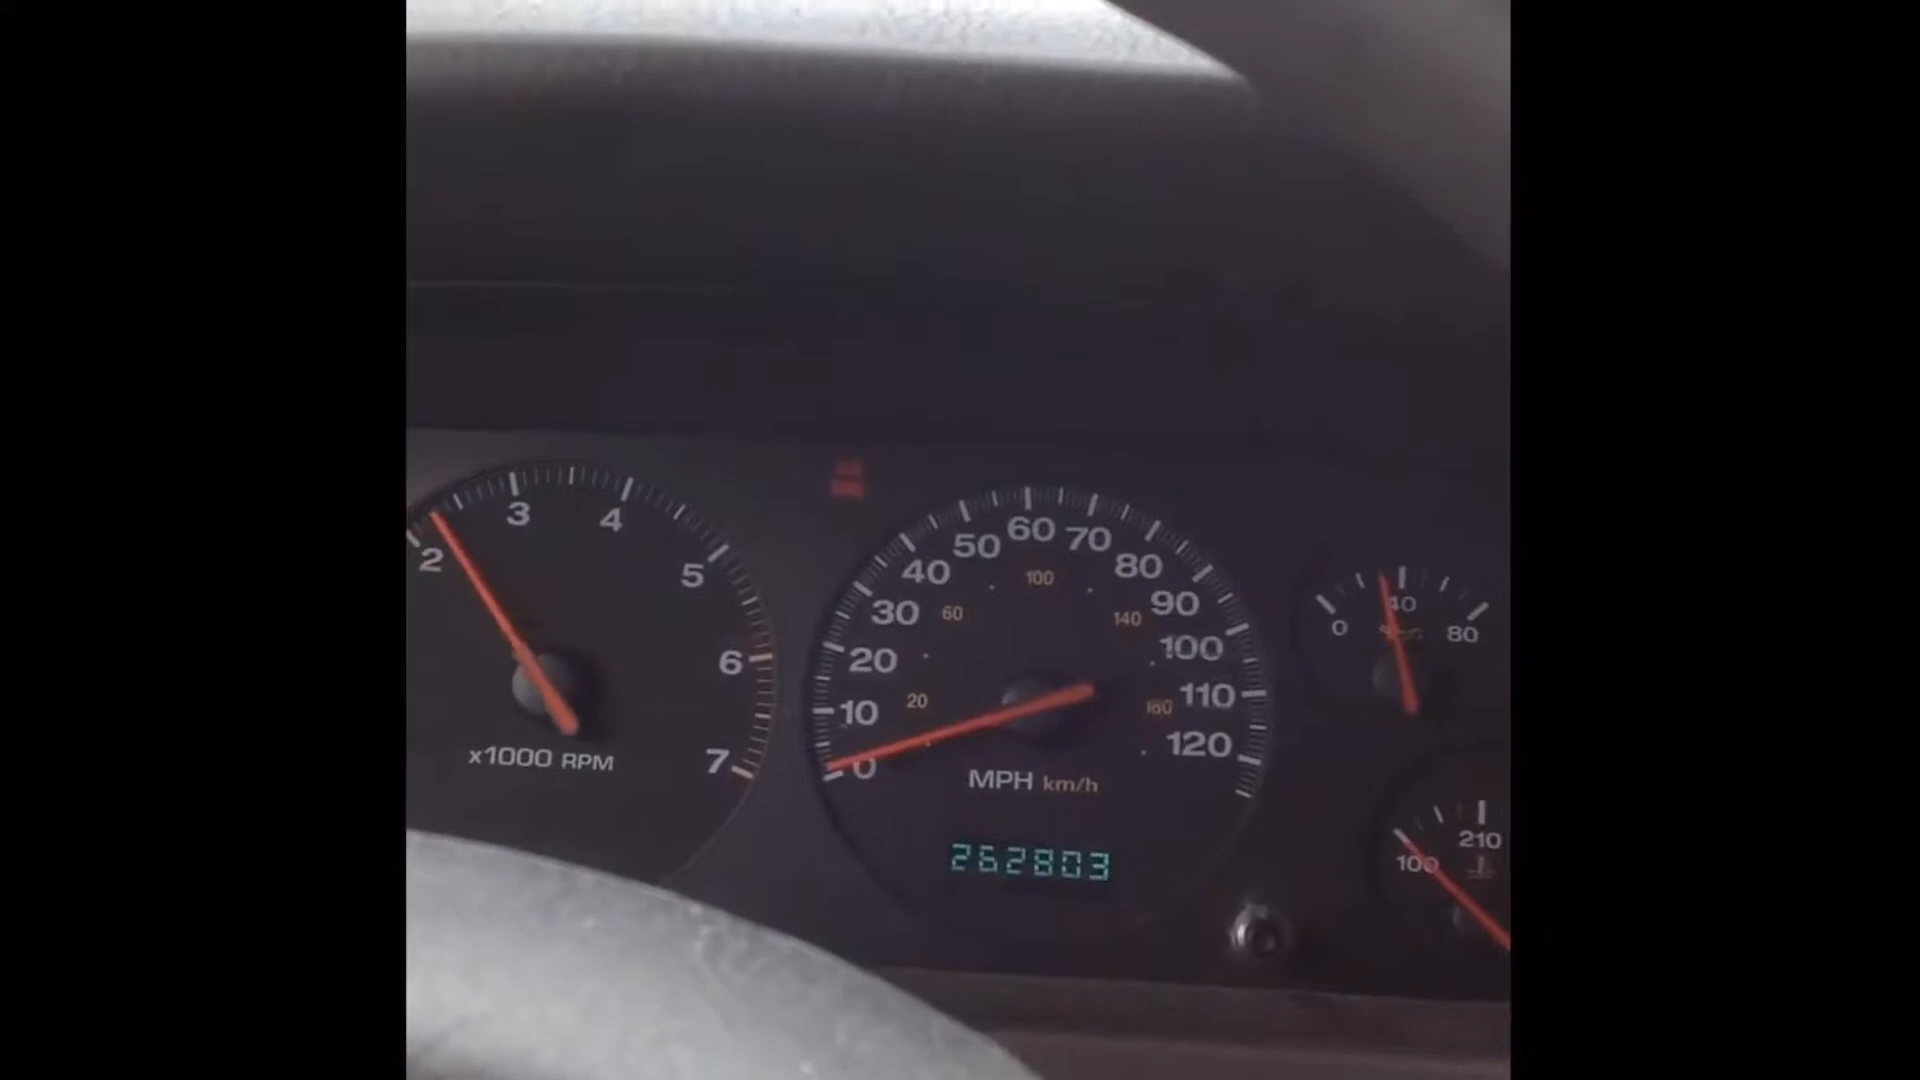 2 3 4 5 6 7
x1000 RPM
0 10 20 30 40 50 60 70 80 90 100 110 120
20 60 100 140 180
MPH km/h
262803
0 40 80
100 210